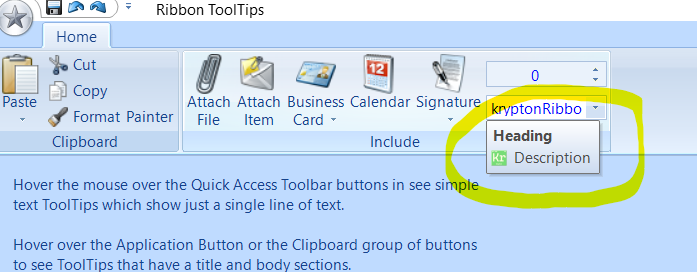 Ribbon ToolTips
Home
Cut
Copy
Format Painter
Paste
Clipboard
Attach File
Attach Item
Business Card
Calendar
12
Signature
0
kryptonRibbo
Include
Heading
Kr Description
Hover the mouse over the Quick Access Toolbar buttons in see simple
text ToolTips which show just a single line of text.
Hover over the Application Button or the Clipboard group of buttons
to see ToolTips that have a title and body sections.